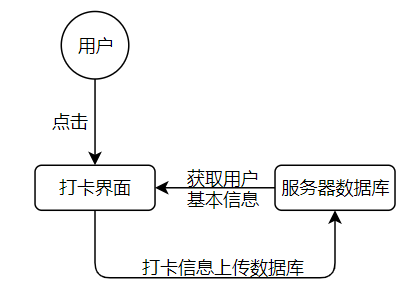 用户
点击
获取用户
打卡界面
服务器数据库
基本信息
打卡信息上传数据库